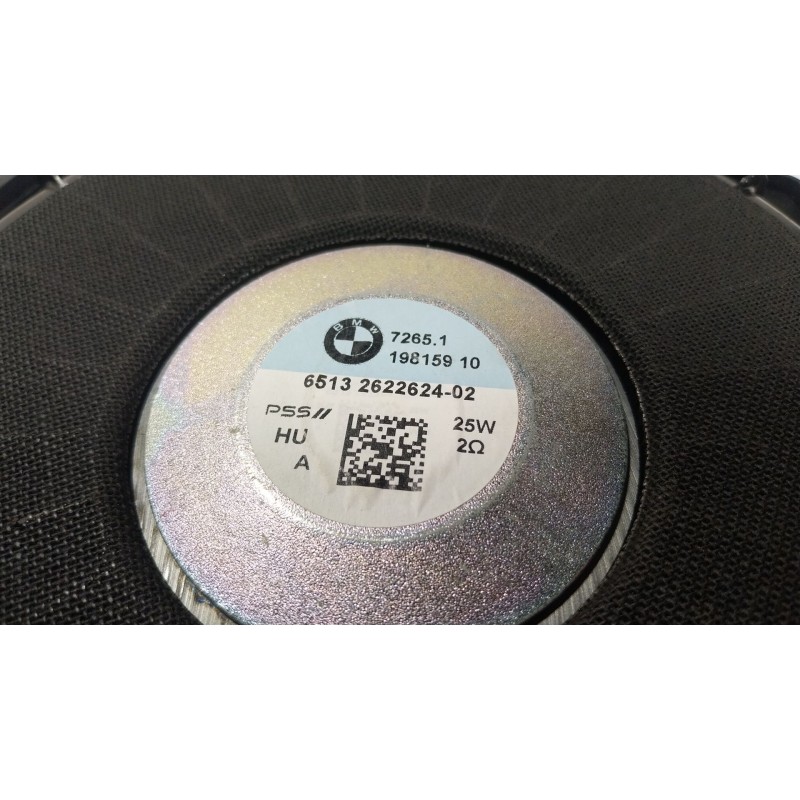 BMW
7265.1
198159 10
6513 2622624-02
PSS//
25W
HU
2Ω
A